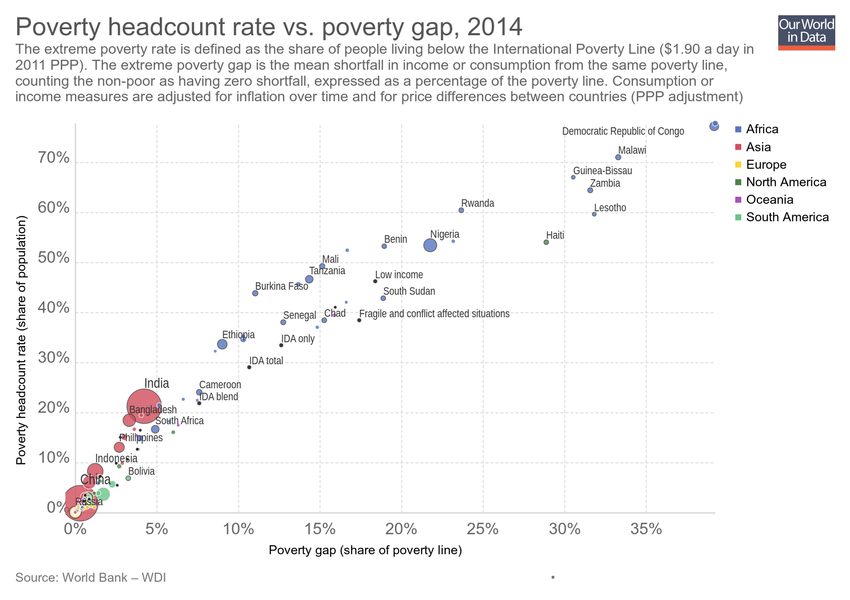 Poverty headcount rate vs. poverty gap, 2014
Our World
in Data
The extreme poverty rate is defined as the share of people living below the International Poverty Line ($1.90 a day in
2011 PPP). The extreme poverty gap is the mean shortfall in income or consumption from the same poverty line,
counting the non-poor as having zero shortfall, expressed as a percentage of the poverty line. Consumption or
income measures are adjusted for inflation over time and for price differences between countries (PPP adjustment)
Democratic Republic of Congo
Africa
Asia
Europe
North America
Oceania
South America
Malawi
70%
Guinea-Bissau
Zambia
Rwanda
Lesotho
60%
Nigeria
Haiti
Benin
50%
Mali
Tanzania
Low income
Burkina Faso
South Sudan
40%
Senegal
Chad
Fragile and conflict affected situations
Ethiopia
IDA only
30%
IDA total
India
Cameroon
IDA blend
20%
Bangladesh
South Africa
Philippines
10%
Indonesia
Bolivia
China
Russia
0%
0%
5%
10%
15%
20%
25%
30%
35%
Poverty headcount rate (share of population)
Poverty gap (share of poverty line)
Source: World Bank – WDI